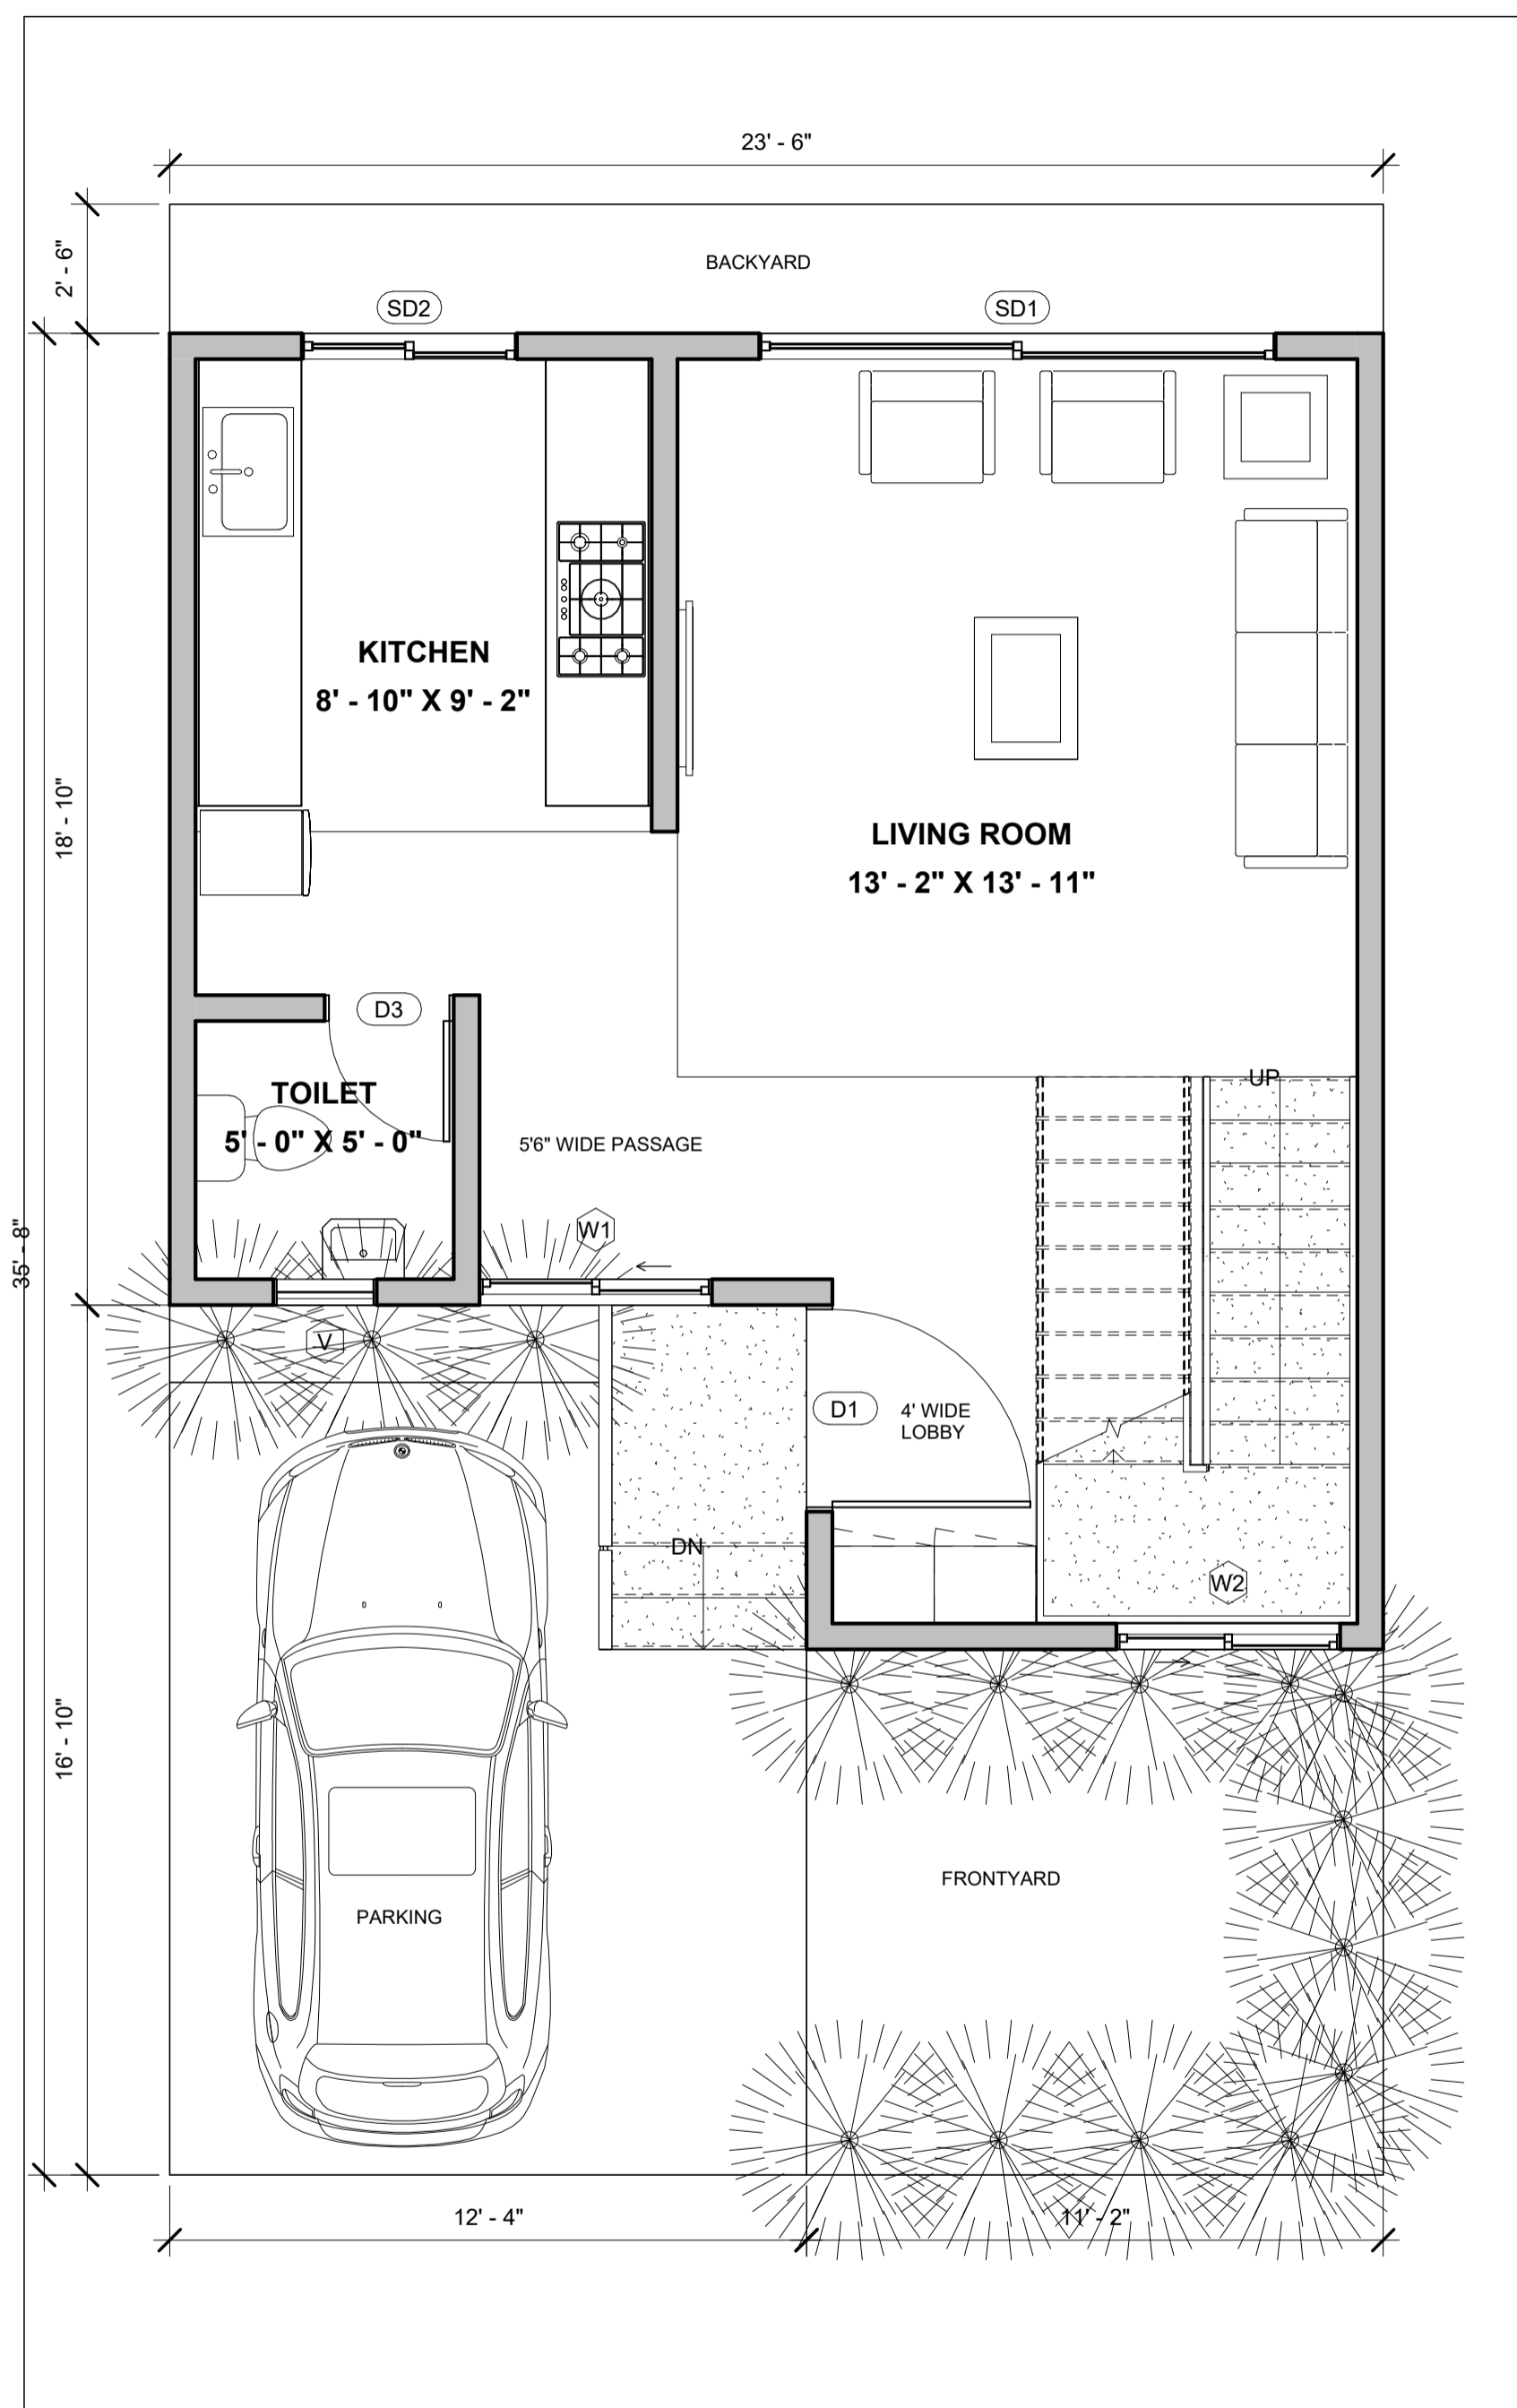 23' - 6"
2' - 6"
BACKYARD
SD2
SD1
KITCHEN
8' - 10" X 9' - 2"
18' - 10"
LIVING ROOM
13' - 2" X 13' - 11"
D3
UP
TOILET
5' - 0" X 5' - 0"
5'6" WIDE PASSAGE
W1
35' - 8"
V
D1
4' WIDE
LOBBY
DN
W2
16' - 10"
FRONTYARD
PARKING
12' - 4"
11' - 2"